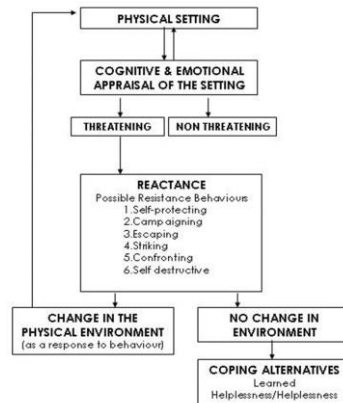 PHYSICAL SETTING
COGNITIVE & EMOTIONAL
APPRAISAL OF THE SETTING
THREATENING
NON THREATENING
REACTANCE
Possible Resistance Behaviours
1.Self-protecting
2.Campaigning
3.Escaping
4.Striking
5.Confronting
6.Self destructive
CHANGE IN THE
PHYSICAL ENVIRONMENT
(as a response to behaviour)
NO CHANGE IN
ENVIRONMENT
COPING ALTERNATIVES
Learned
Helplessness/Helplessness